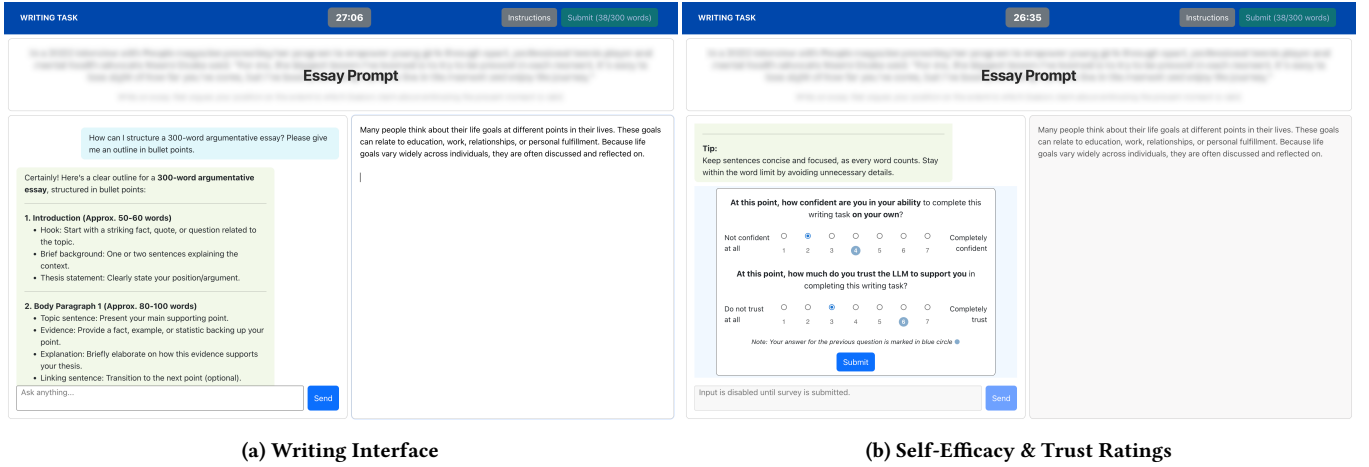 WRITING TASK
27:06
Instructions
Submit (38/300 words)
Essay Prompt
How can I structure a 300-word argumentative essay? Please give
me an outline in bullet points.
Certainly! Here's a clear outline for a 300-word argumentative
essay, structured in bullet points:
1. Introduction (Approx. 50-60 words)
• Hook: Start with a striking fact, quote, or question related to
the topic.
• Brief background: One or two sentences explaining the
context.
• Thesis statement: Clearly state your position/argument.
2. Body Paragraph 1 (Approx. 80-100 words)
• Topic sentence: Present your main supporting point.
• Evidence: Provide a fact, example, or statistic backing up your
point.
• Explanation: Briefly elaborate on how this evidence supports
your thesis.
• Linking sentence: Transition to the next point (optional).
Ask anything...
Send
Many people think about their life goals at different points in their lives. These goals
can relate to education, work, relationships, or personal fulfillment. Because life
goals vary widely across individuals, they are often discussed and reflected on.
(a) Writing Interface
WRITING TASK
26:35
Instructions
Submit (38/300 words)
Essay Prompt
Tip:
Keep sentences concise and focused, as every word counts. Stay
within the word limit by avoiding unnecessary details.
At this point, how confident are you in your ability to complete this
writing task on your own?
Not confident
at all
1 2 3 4 5 6 7
Completely
confident
At this point, how much do you trust the LLM to support you in
completing this writing task?
Do not trust
at all
1 2 3 4 5 6 7
Completely
trust
Note: Your answer for the previous question is marked in blue circle
Submit
Input is disabled until survey is submitted.
Send
Many people think about their life goals at different points in their lives. These goals
can relate to education, work, relationships, or personal fulfillment. Because life
goals vary widely across individuals, they are often discussed and reflected on.
(b) Self-Efficacy & Trust Ratings